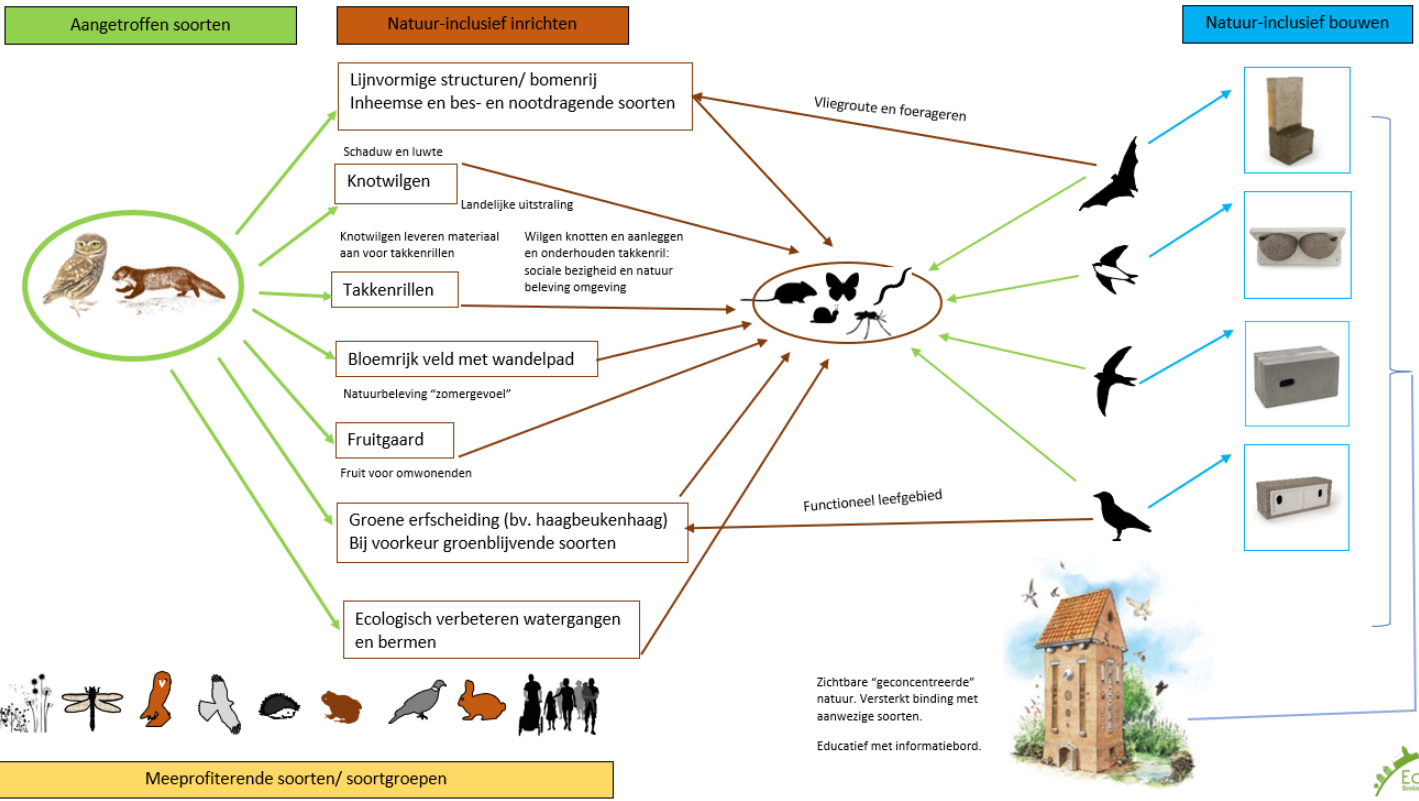 Aangetroffen soorten
Natuur-inclusief inrichten
Natuur-inclusief bouwen
Lijnvormige structuren/ bomenrij
Inheemse en bes- en nootdragende soorten
Vliegroute en foerageren
Schaduw en luwte
Knotwilgen
Landelijke uitstraling
Knotwilgen leveren materiaal
aan voor takkenrillen
Wilgen knotten en aanleggen
en onderhouden takkenril:
sociale bezigheid en natuur
beleving omgeving
Takkenrillen
Bloemrijk veld met wandelpad
Natuurbeleving “zomergevoel”
Fruitgaard
Fruit voor omwonenden
Functioneel leefgebied
Groene erfscheiding (bv. haagbeukenhaag)
Bij voorkeur groenblijvende soorten
Ecologisch verbeteren watergangen
en bermen
Zichtbare “geconcentreerde”
natuur. Versterkt binding met
aanwezige soorten.
Educatief met informatiebord.
Meeprofiterende soorten/ soortgroepen
Ec